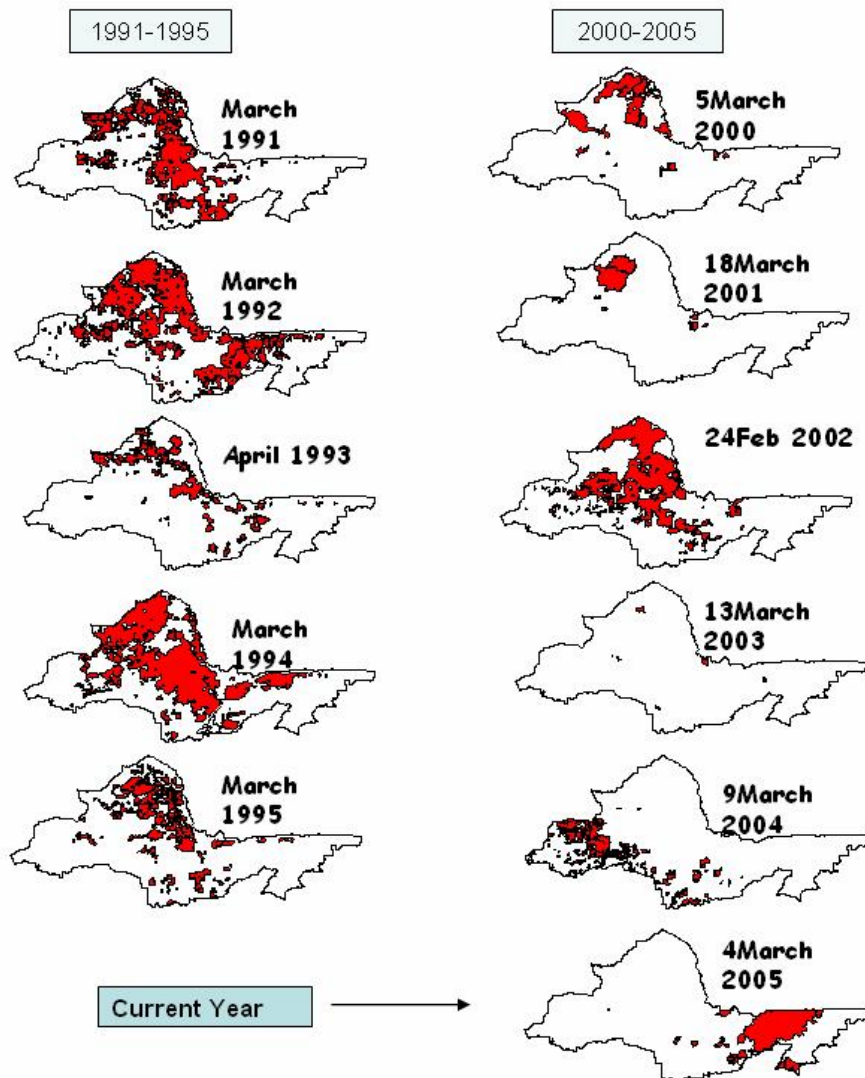 1991-1995
March
1991
March
1992
April 1993
March
1994
March
1995
2000-2005
5March
2000
18March
2001
24Feb 2002
13March
2003
9March
2004
4March
2005
Current Year